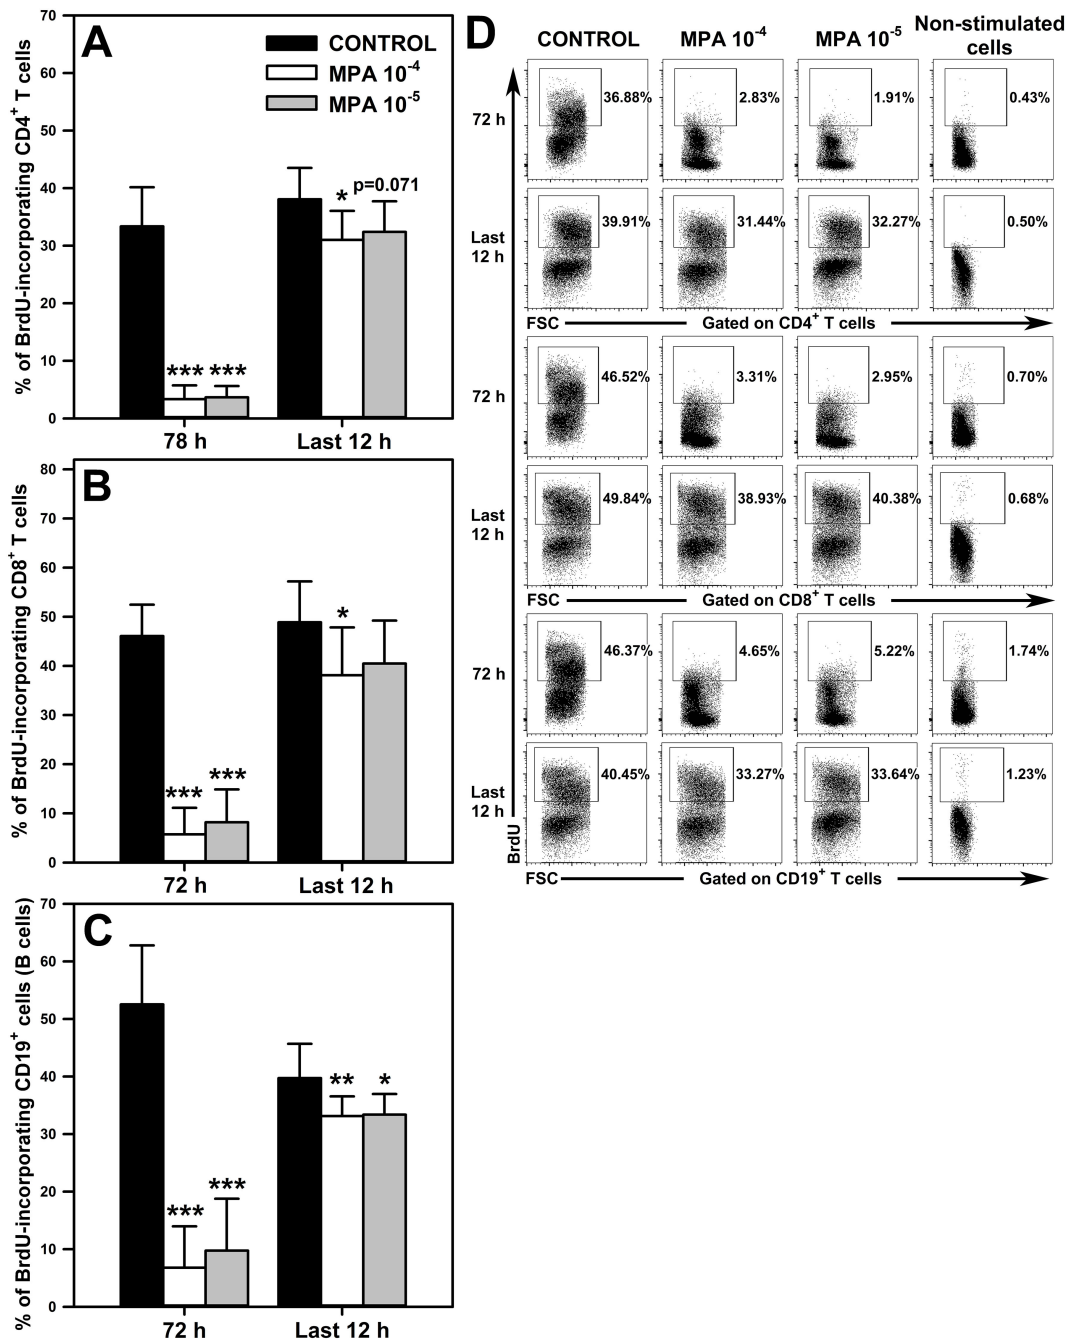 A
CONTROL
MPA 10⁻⁴
MPA 10⁻⁵
% of BrdU-incorporating CD4⁺ T cells
70
60
50
40
30
20
10
0
***
***
*
p=0.071
78 h
Last 12 h
B
% of BrdU-incorporating CD8⁺ T cells
80
70
60
50
40
30
20
10
0
***
***
*
72 h
Last 12 h
C
% of BrdU-incorporating CD19⁺ cells (B cells)
70
60
50
40
30
20
10
0
***
***
**
*
72 h
Last 12 h
D
CONTROL
MPA 10⁻⁴
MPA 10⁻⁵
Non-stimulated
cells
72 h
36.88%
2.83%
1.91%
0.43%
Last
12 h
39.91%
31.44%
32.27%
0.50%
FSC
Gated on CD4⁺ T cells
72 h
46.52%
3.31%
2.95%
0.70%
Last
12 h
49.84%
38.93%
40.38%
0.68%
FSC
Gated on CD8⁺ T cells
72 h
46.37%
4.65%
5.22%
1.74%
Last
12 h
40.45%
33.27%
33.64%
1.23%
BrdU
FSC
Gated on CD19⁺ T cells